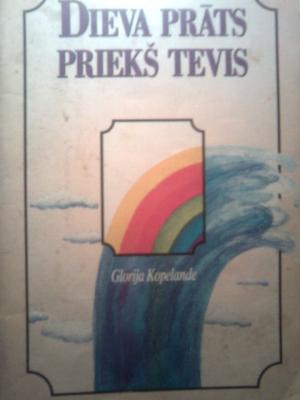 DIEVA PRĀTS
PRIEKŠ TEVIS
Glorija Kopelande